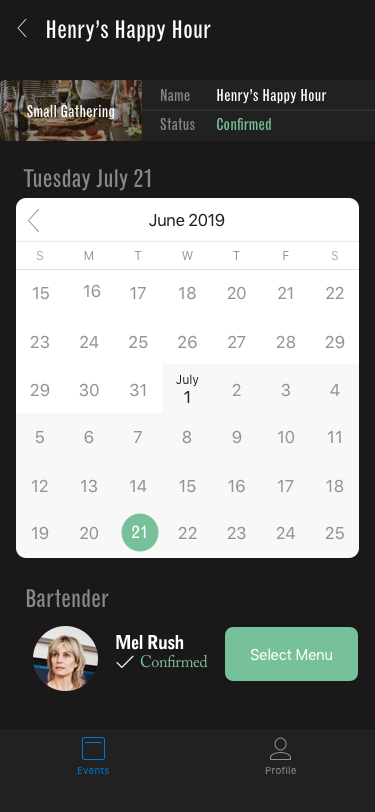 Henry's Happy Hour
Small Gathering
Name Henry's Happy Hour
Status Confirmed
Tuesday July 21
June 2019
S M T W T F S
15 16 17 18 20 21 22
23 24 25 26 27 28 29
29 30 31 July 1 2 3 4
5 6 7 8 9 10 11
12 13 14 15 16 17 18
19 20 21 22 23 24 25
Bartender
Mel Rush
Confirmed
Select Menu
Events Profile